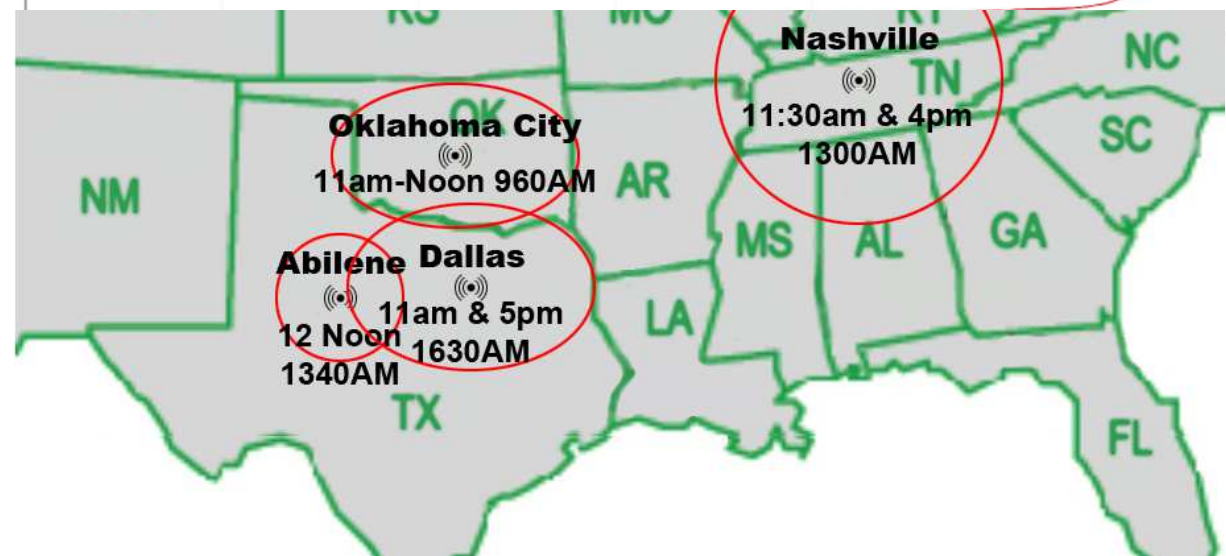 KS
MO
KY
Nashville
NC
TN
11:30am & 4pm
1300AM
SC
Oklahoma City
OK
11am-Noon 960AM
AR
NM
MS
AL
GA
Abilene
Dallas
11am & 5pm
1630AM
12 Noon
1340AM
LA
TX
FL